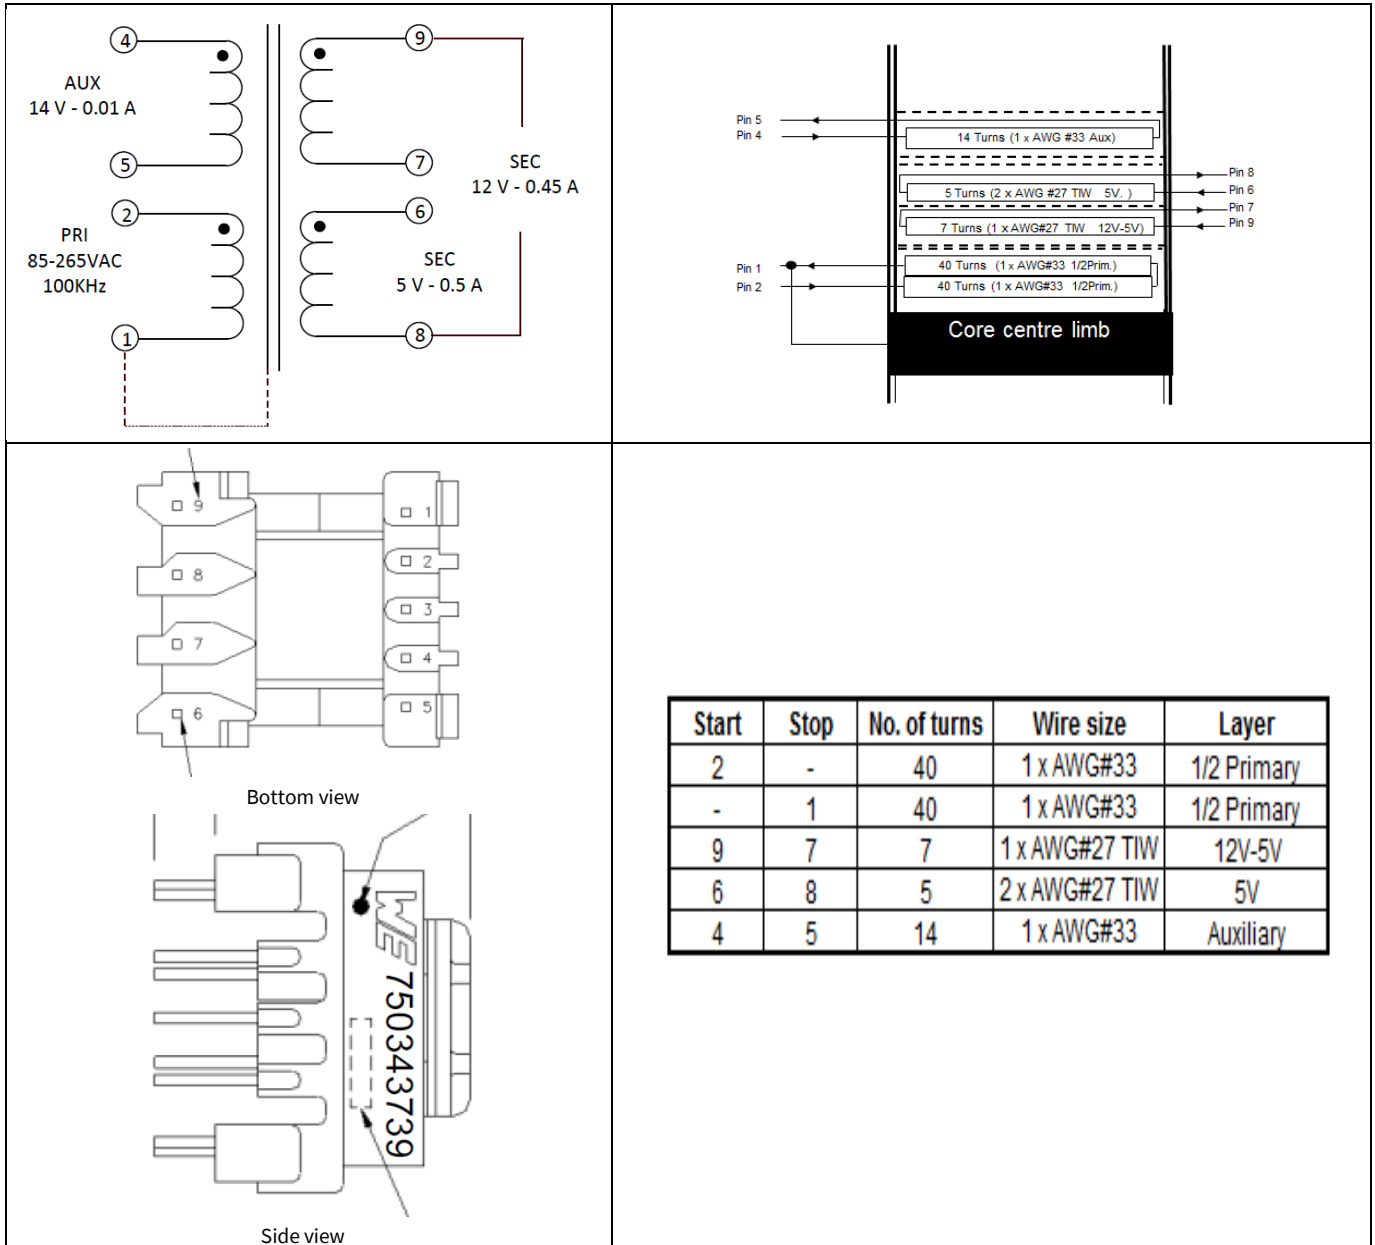 4
AUX
14 V - 0.01 A
5
2
PRI
85-265VAC
100KHz
1
9
7
SEC
12 V - 0.45 A
6
SEC
5 V - 0.5 A
8
Pin 5
Pin 4
14 Turns (1 x AWG #33 Aux)
Pin 8
5 Turns (2 x AWG #27 TIW 5V. )
Pin 6
Pin 7
7 Turns (1 x AWG#27 TIW 12V-5V)
Pin 9
Pin 1
40 Turns (1 x AWG#33 1/2Prim.)
Pin 2
40 Turns (1 x AWG#33 1/2Prim.)
Core centre limb
9
1
8
2
3
7
4
6
5
Bottom view
WE 750343739
Side view
Start Stop No. of turns Wire size Layer
2 - 40 1 x AWG#33 1/2 Primary
- 1 40 1 x AWG#33 1/2 Primary
9 7 7 1 x AWG#27 TIW 12V-5V
6 8 5 2 x AWG#27 TIW 5V
4 5 14 1 x AWG#33 Auxiliary